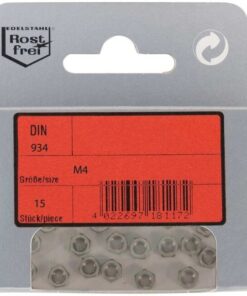 EDELSTAHL
Rost
frei
DIN
934
M4
Größe/size
15
Stück/piece
4 022697 181172